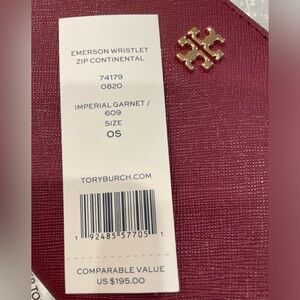 EMERSON WRISTLET
ZIP CONTINENTAL
74179
0820
IMPERIAL GARNET /
609
SIZE
OS
TORYBURCH.COM
1 92485 57705 1
COMPARABLE VALUE
US $195.00